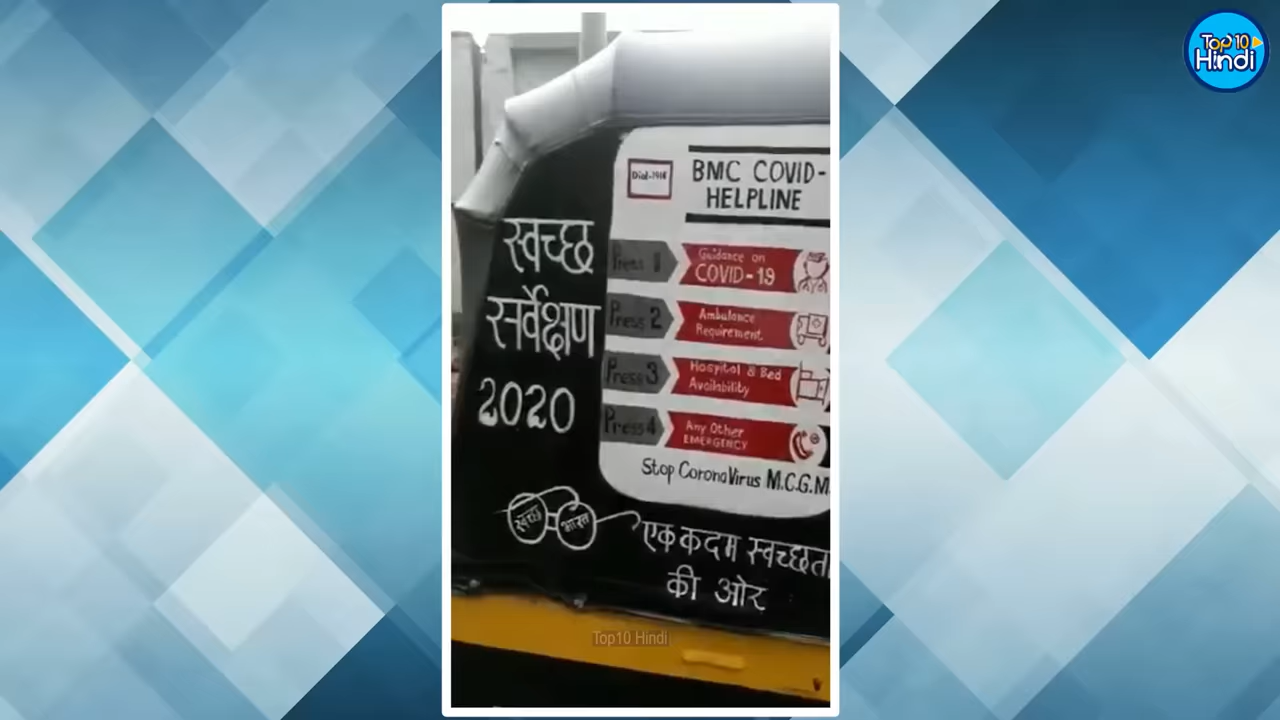 Top10
Hindi
Dial-1916
BMC COVID-
HELPLINE
स्वच्छ
सर्वेक्षण
2020
Press 1
Guidance on
COVID-19
Press 2
Ambulance
Requirement
Press 3
Hospital & Bed
Availability
Press 4
Any Other
EMERGENCY
Stop CoronaVirus M.C.G.M
स्वच्छ भारत
एक कदम स्वच्छता
की ओर
Top10 Hindi